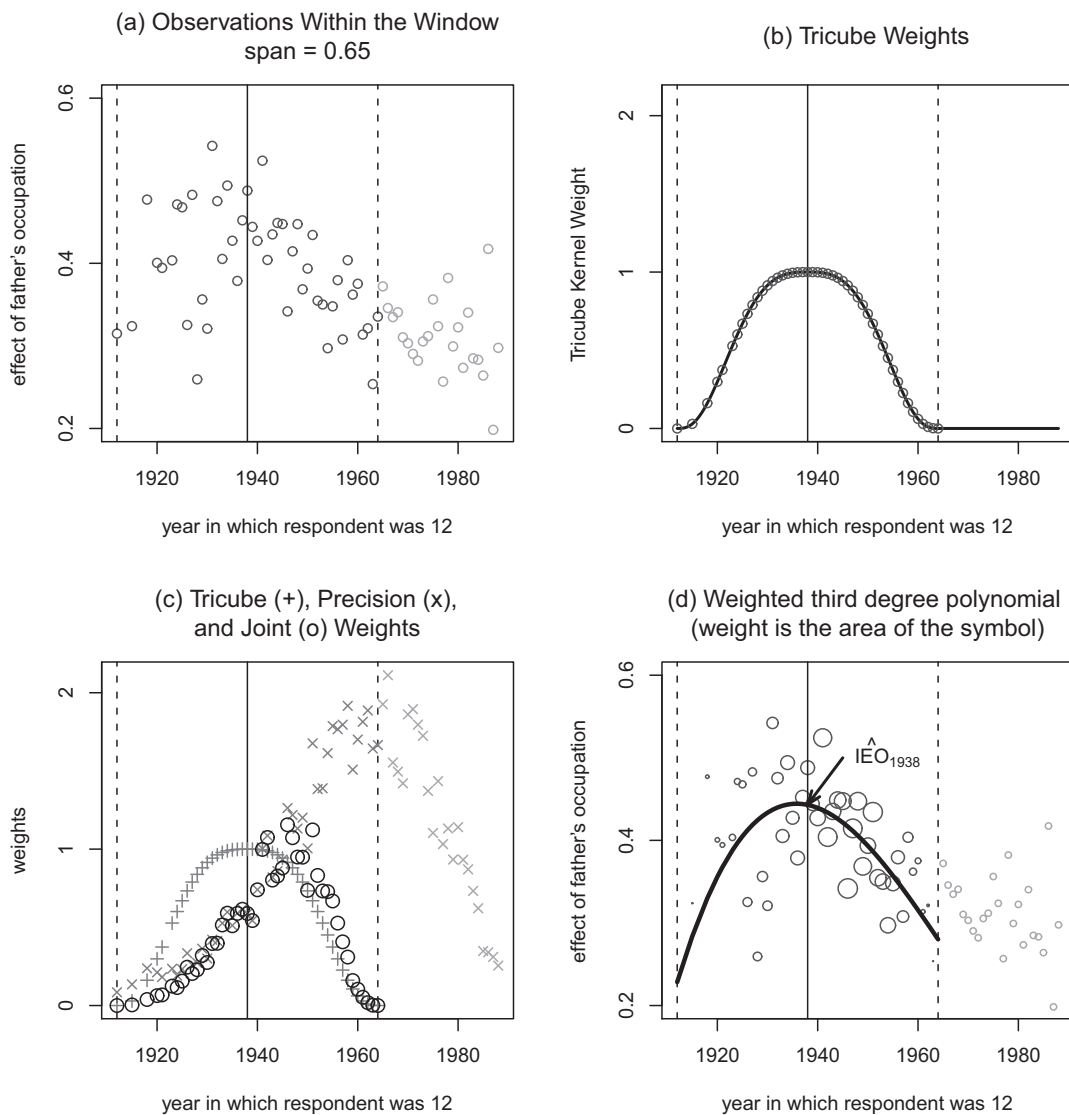 (a) Observations Within the Window
span = 0.65
effect of father's occupation
0.6
0.4
0.2
1920 1940 1960 1980
year in which respondent was 12
(b) Tricube Weights
Tricube Kernel Weight
2
1
0
1920 1940 1960 1980
year in which respondent was 12
(c) Tricube (+), Precision (x),
and Joint (o) Weights
weights
2
1
0
1920 1940 1960 1980
year in which respondent was 12
(d) Weighted third degree polynomial
(weight is the area of the symbol)
effect of father's occupation
0.6
0.4
0.2
IÊO1938
1920 1940 1960 1980
year in which respondent was 12